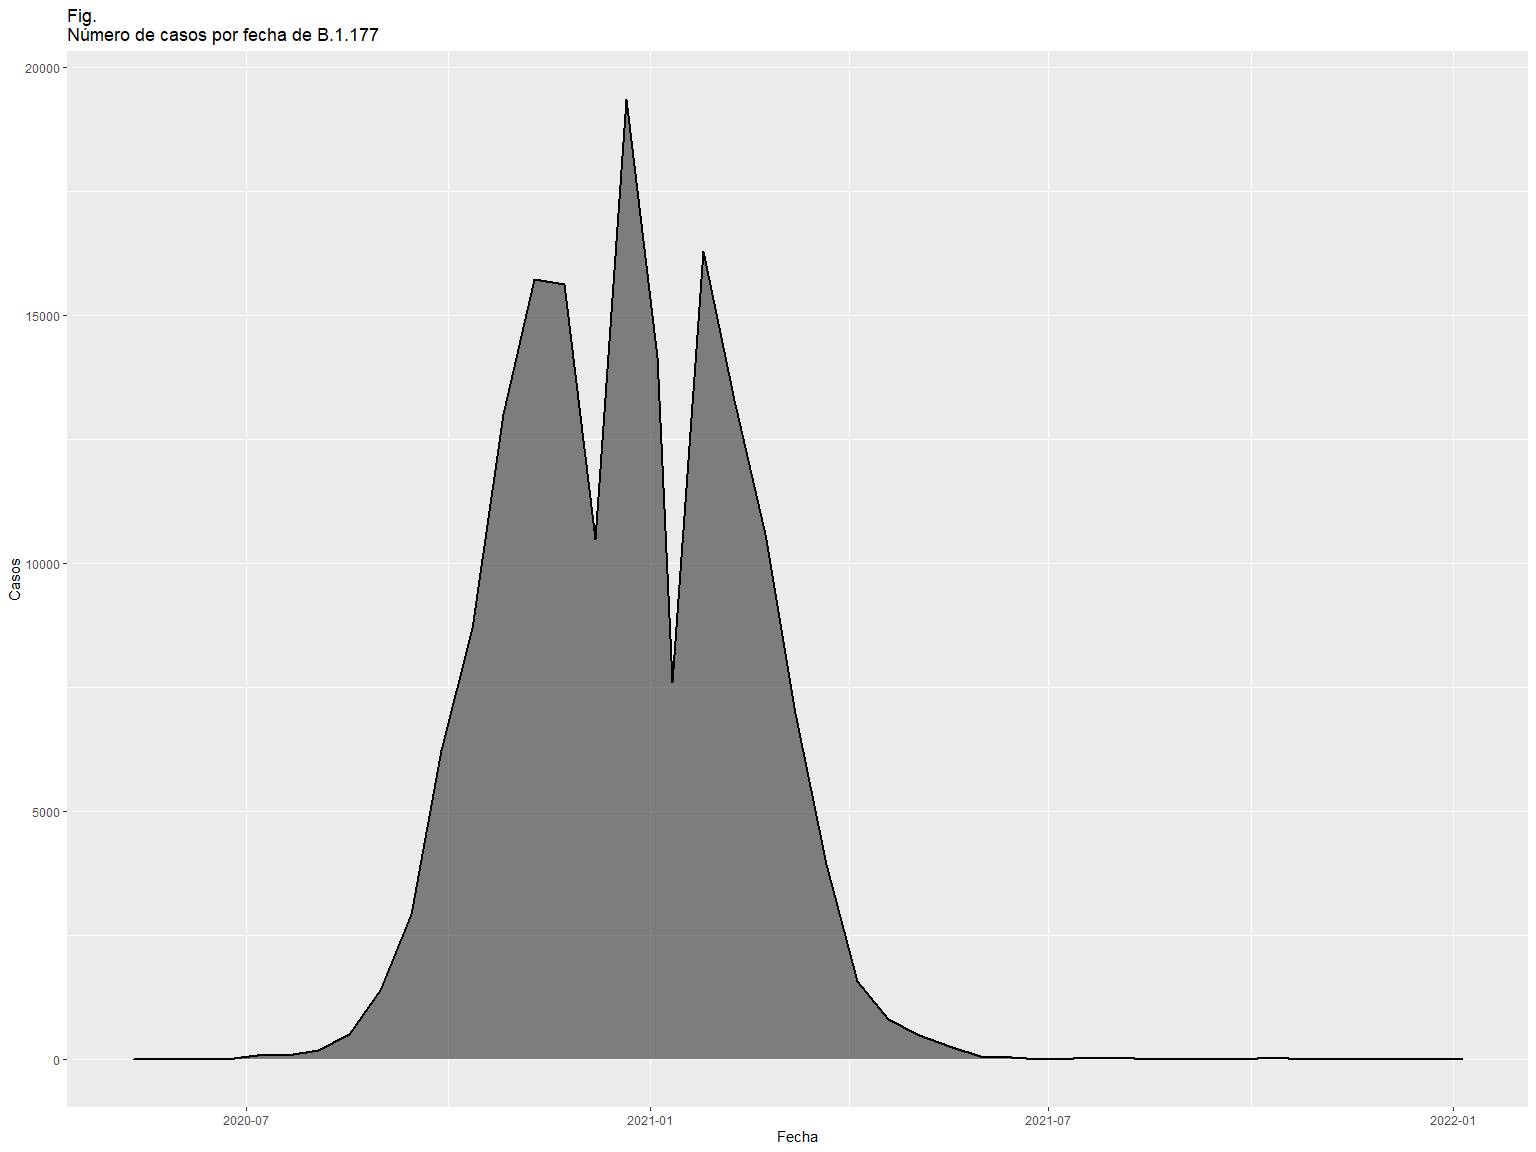 Fig.
Número de casos por fecha de B.1.177
20000
15000
10000
5000
0
Casos
2020-07
2021-01
2021-07
2022-01
Fecha